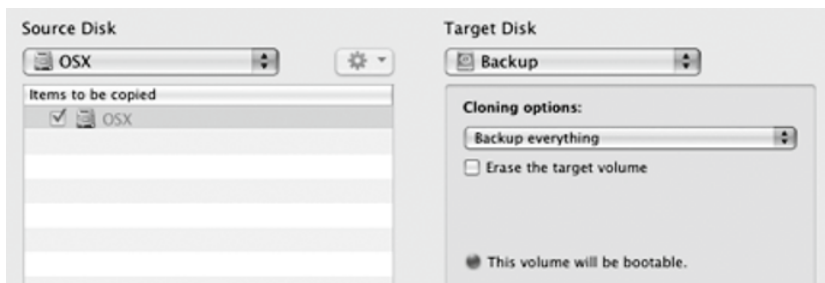 Source Disk
OSX
Items to be copied
OSX
Target Disk
Backup
Cloning options:
Backup everything
Erase the target volume
This volume will be bootable.